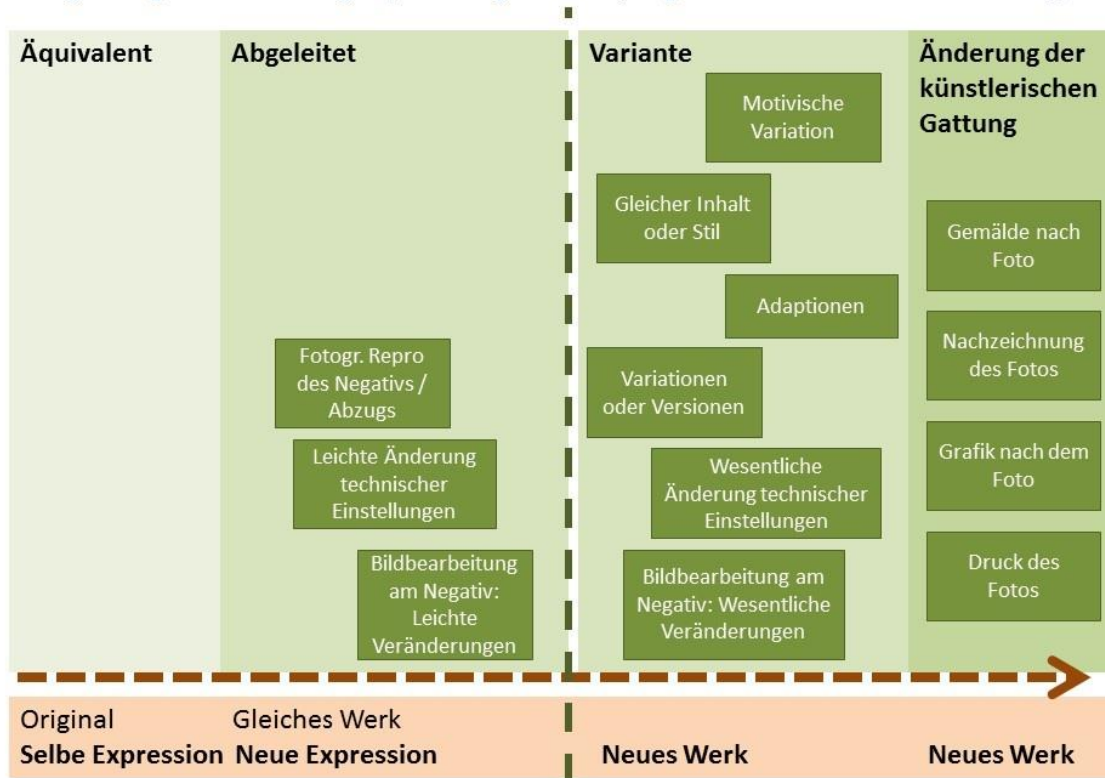 Äquivalent
Abgeleitet
Variante
Änderung der
künstlerischen
Gattung
Motivische
Variation
Gleicher Inhalt
oder Stil
Adaptionen
Variationen
oder Versionen
Wesentliche
Änderung technischer
Einstellungen
Bildbearbeitung am
Negativ: Wesentliche
Veränderungen
Fotogr. Repro
des Negativs /
Abzugs
Leichte Änderung
technischer
Einstellungen
Bildbearbeitung
am Negativ:
Leichte
Veränderungen
Gemälde nach
Foto
Nachzeichnung
des Fotos
Grafik nach dem
Foto
Druck des
Fotos
Original
Selbe Expression
Gleiches Werk
Neue Expression
Neues Werk
Neues Werk